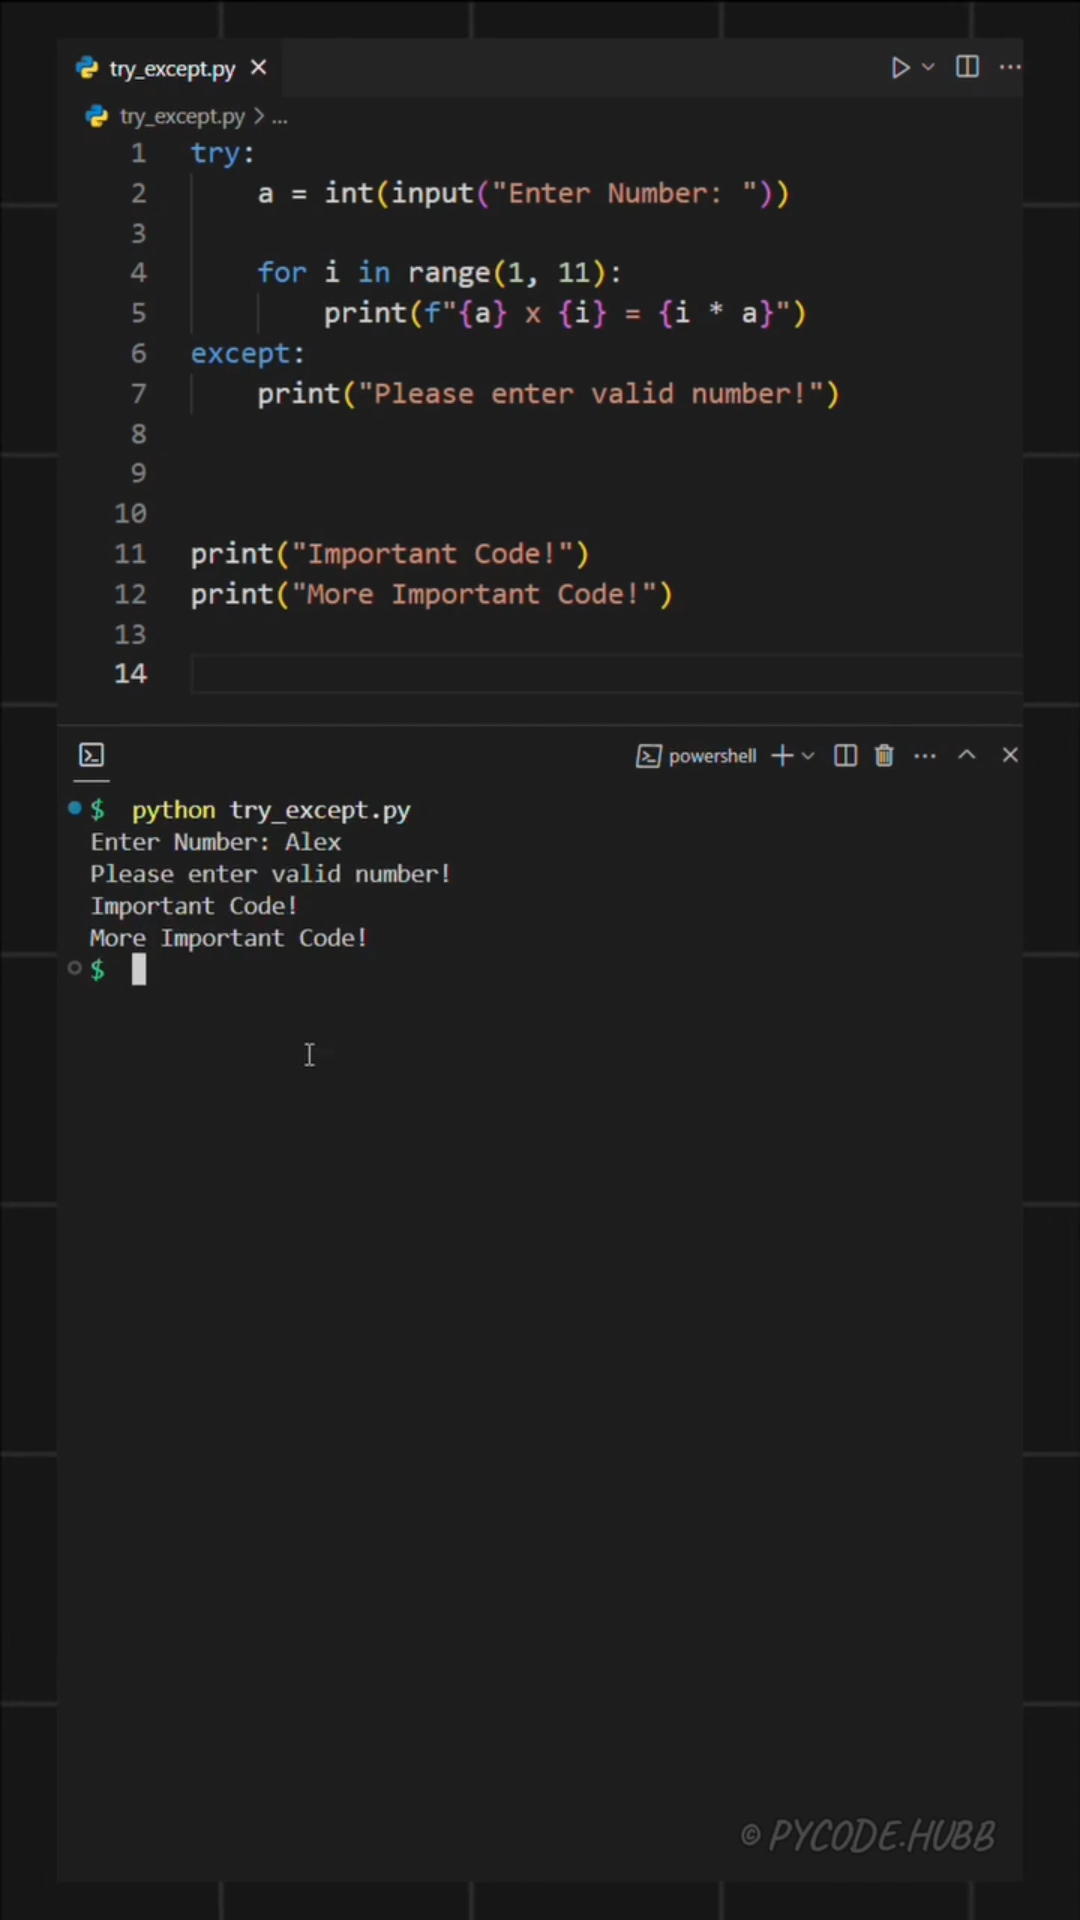 try_except.py
try_except.py > ...
1 try:
2     a = int(input("Enter Number: "))
3
4     for i in range(1, 11):
5         print(f"{a} x {i} = {i * a}")
6 except:
7     print("Please enter valid number!")
8
9
10
11 print("Important Code!")
12 print("More Important Code!")
13
14
powershell
$ python try_except.py
Enter Number: Alex
Please enter valid number!
Important Code!
More Important Code!
$
© PYCODE.HUBB